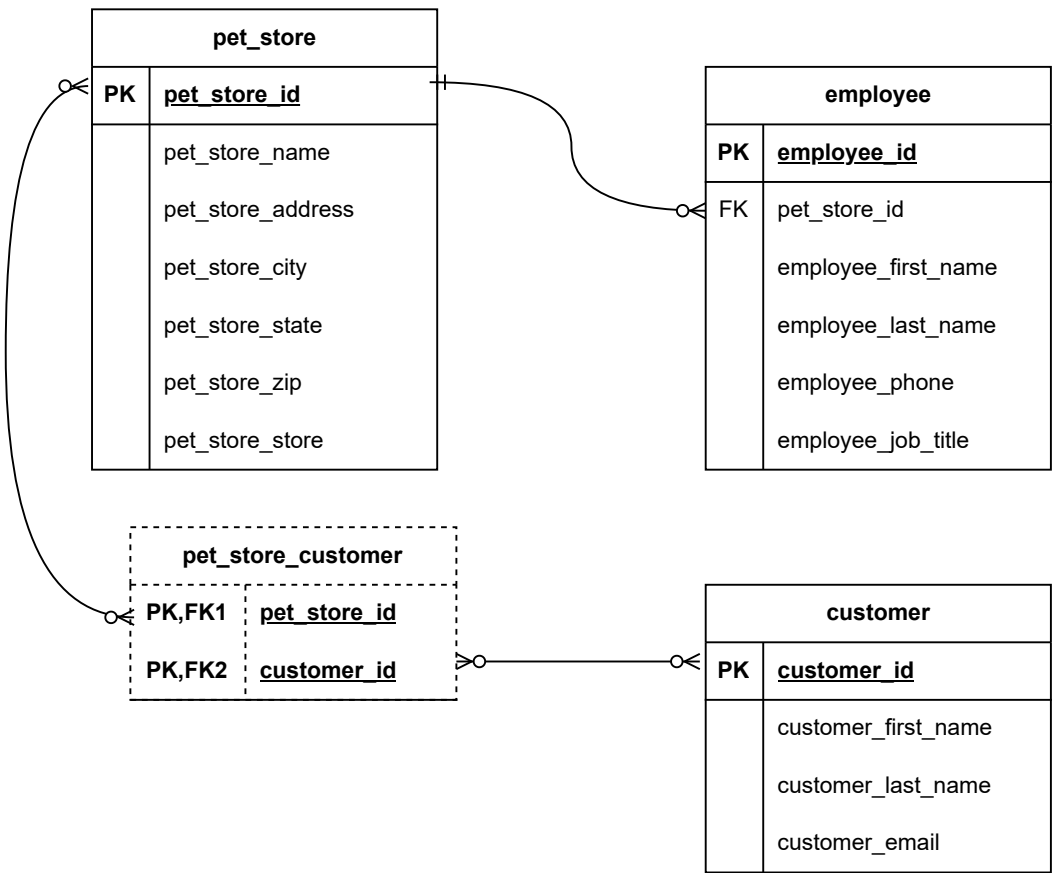 pet_store
PK pet_store_id
pet_store_name
pet_store_address
pet_store_city
pet_store_state
pet_store_zip
pet_store_store
employee
PK employee_id
FK pet_store_id
employee_first_name
employee_last_name
employee_phone
employee_job_title
pet_store_customer
PK,FK1 pet_store_id
PK,FK2 customer_id
customer
PK customer_id
customer_first_name
customer_last_name
customer_email